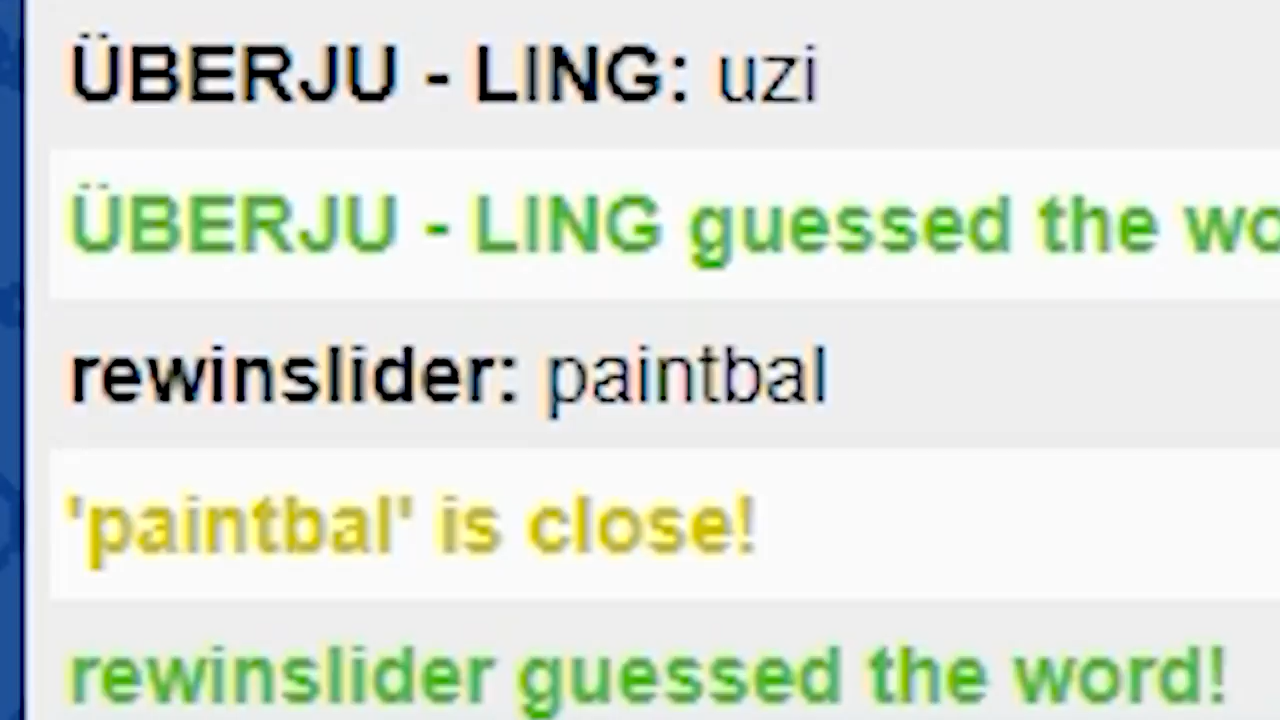 ÜBERJU - LING: uzi
ÜBERJU - LING guessed the
rewinslider: paintbal
'paintbal' is close!
rewinslider guessed the word!